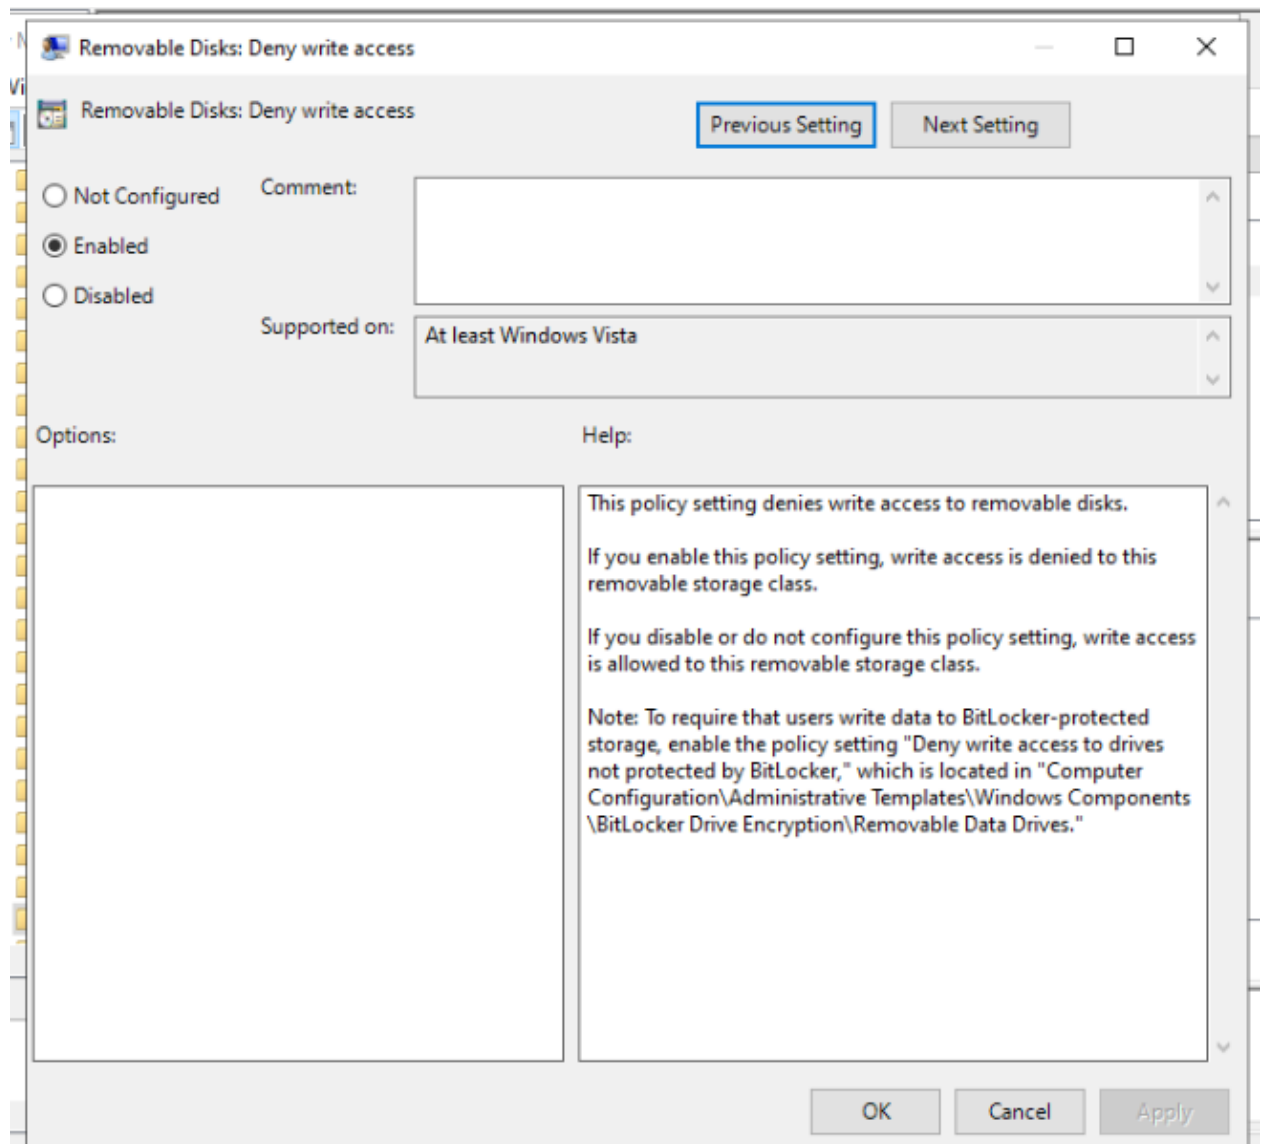 Removable Disks: Deny write access
Removable Disks: Deny write access
Previous Setting
Next Setting
Not Configured
Comment:
Enabled
Disabled
Supported on:
At least Windows Vista
Options:
Help:
This policy setting denies write access to removable disks.
If you enable this policy setting, write access is denied to this
removable storage class.
If you disable or do not configure this policy setting, write access
is allowed to this removable storage class.
Note: To require that users write data to BitLocker-protected
storage, enable the policy setting "Deny write access to drives
not protected by BitLocker," which is located in "Computer
Configuration\Administrative Templates\Windows Components
\BitLocker Drive Encryption\Removable Data Drives."
OK
Cancel
Apply